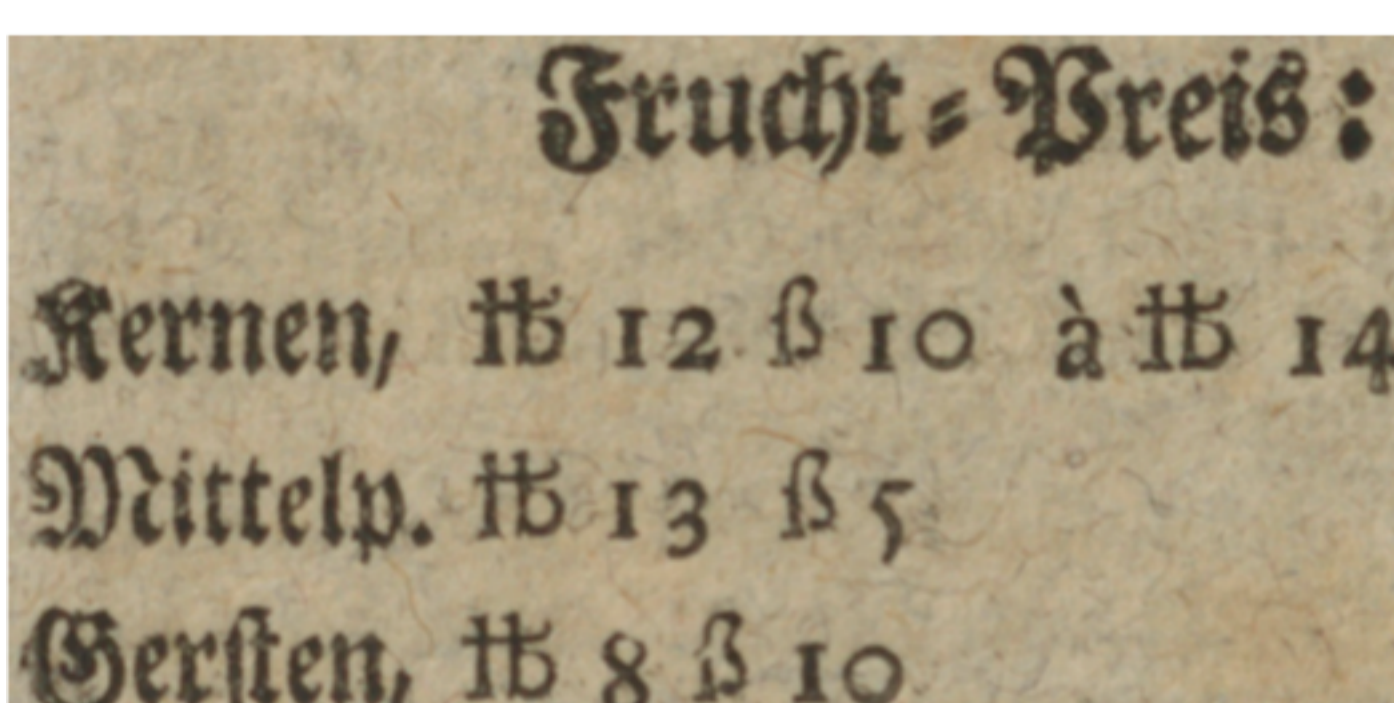 Frucht-Preis:
Kernen, ℔ 12 ß 10 à ℔ 14
Mittelp. ℔ 13 ß 5
Gersten, ℔ 8 ß 10